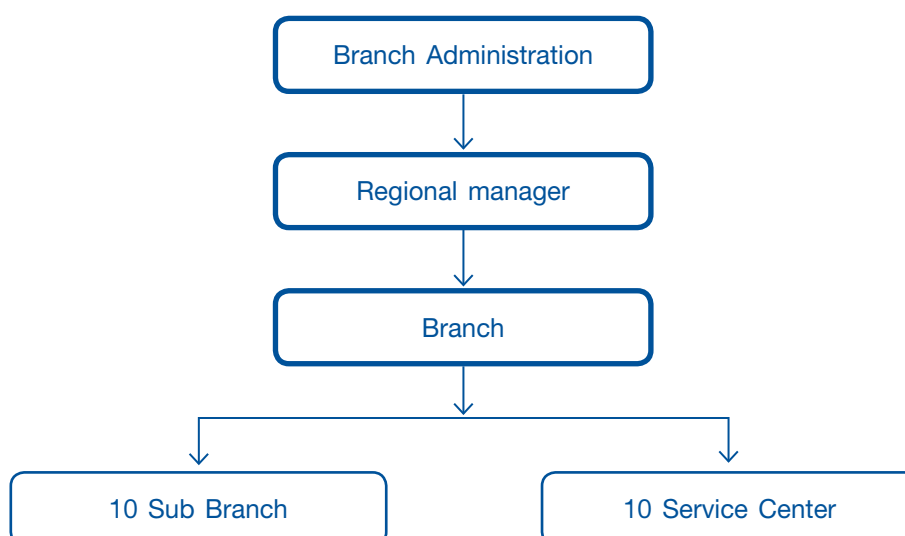 Branch Administration
Regional manager
Branch
10 Sub Branch
10 Service Center